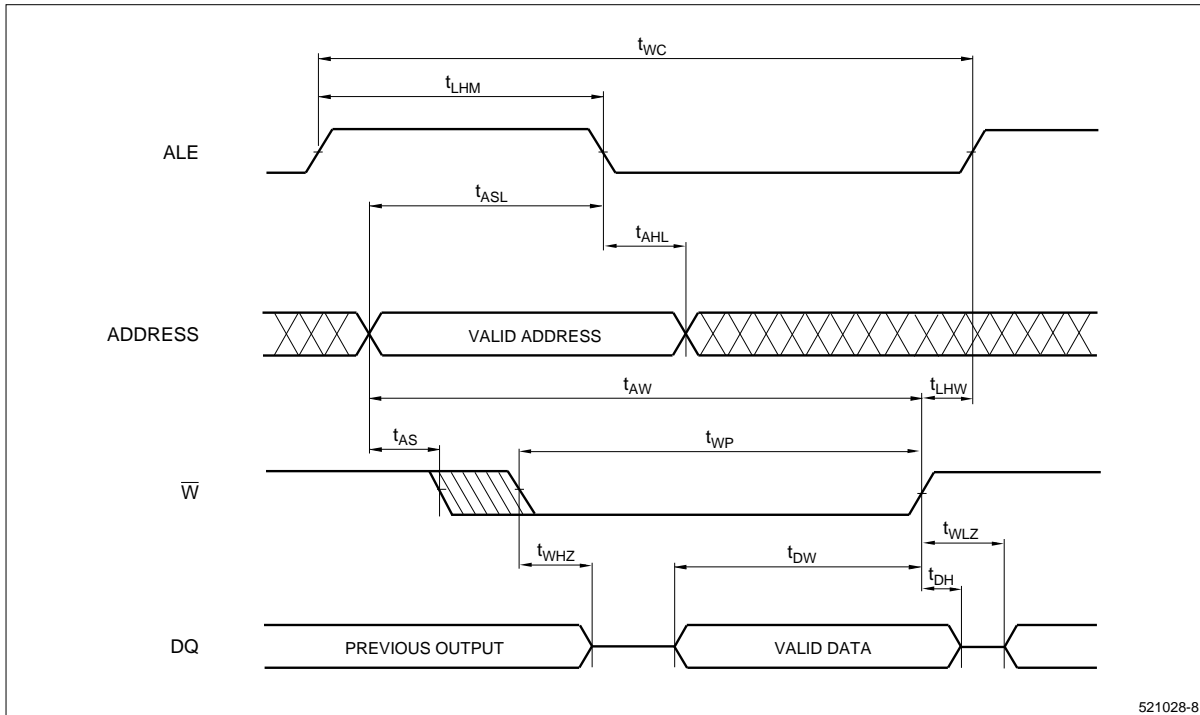 tWC
tLHM
ALE
tASL
tAHL
ADDRESS
VALID ADDRESS
tAW
tLHW
tAS
tWP
W̅
tWLZ
tWHZ
tDW
tDH
DQ
PREVIOUS OUTPUT
VALID DATA
521028-8